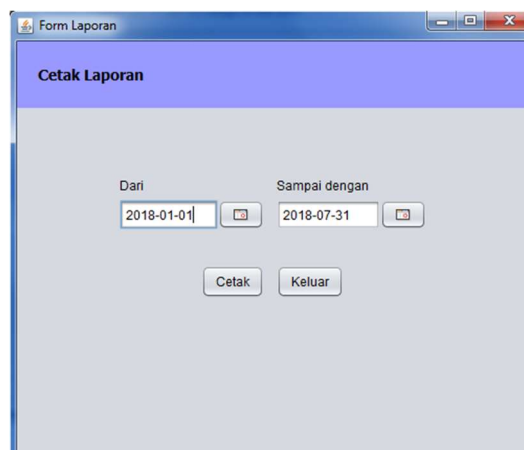 Form Laporan
Cetak Laporan
Dari Sampai dengan
2018-01-01 2018-07-31
Cetak Keluar